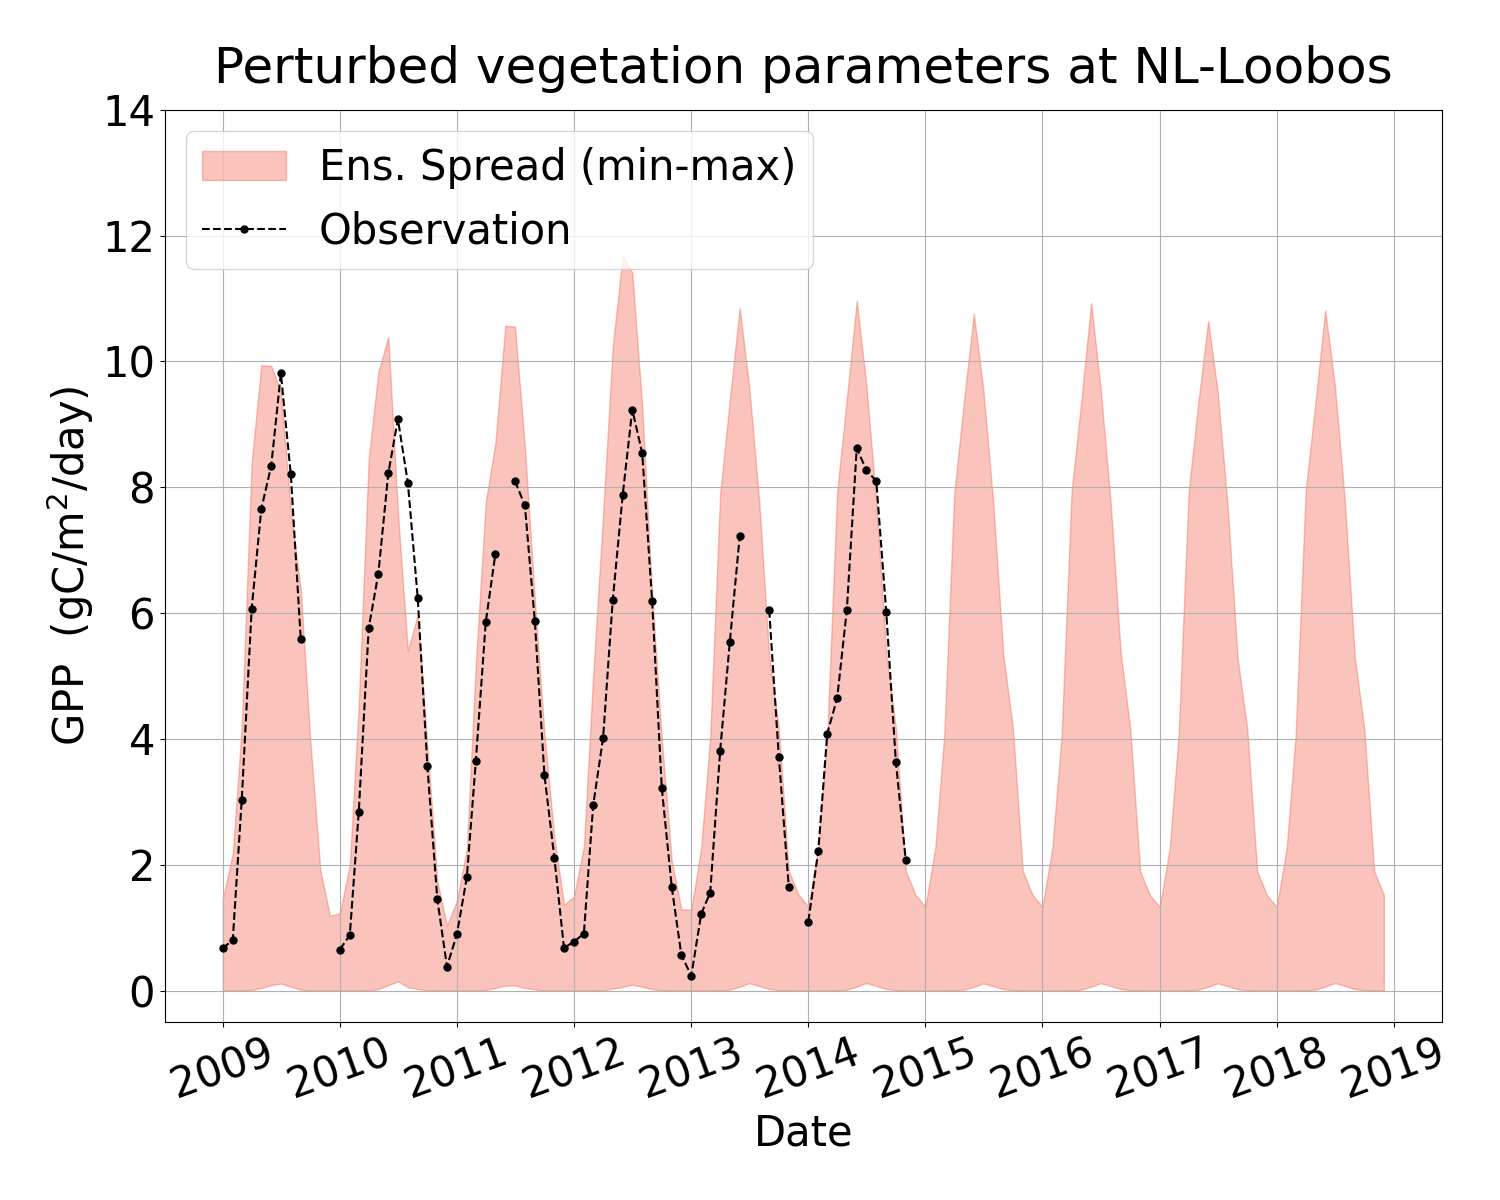 Perturbed vegetation parameters at NL-Loobos
14
12
10
8
6
4
2
0
GPP (gC/m²/day)
Ens. Spread (min-max)
Observation
2009 2010 2011 2012 2013 2014 2015 2016 2017 2018 2019
Date